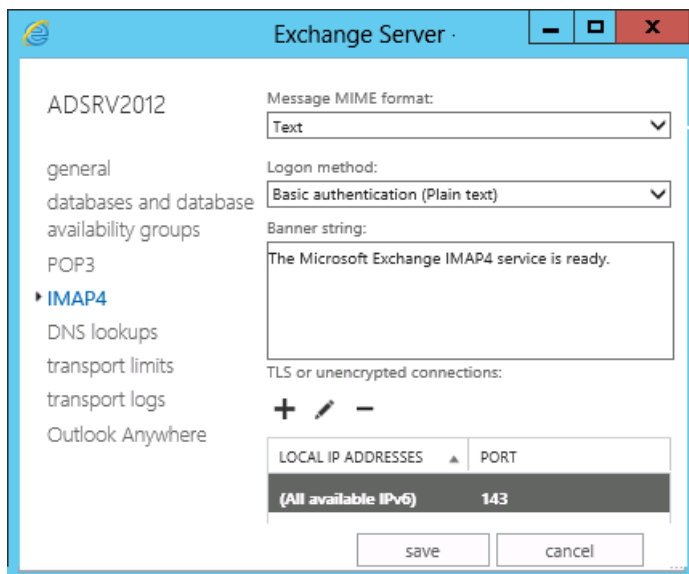 Exchange Server ·
ADSRV2012
general
databases and database
availability groups
POP3
IMAP4
DNS lookups
transport limits
transport logs
Outlook Anywhere
Message MIME format:
Text
Logon method:
Basic authentication (Plain text)
Banner string:
The Microsoft Exchange IMAP4 service is ready.
TLS or unencrypted connections:
LOCAL IP ADDRESSES PORT
(All available IPv6) 143
save cancel